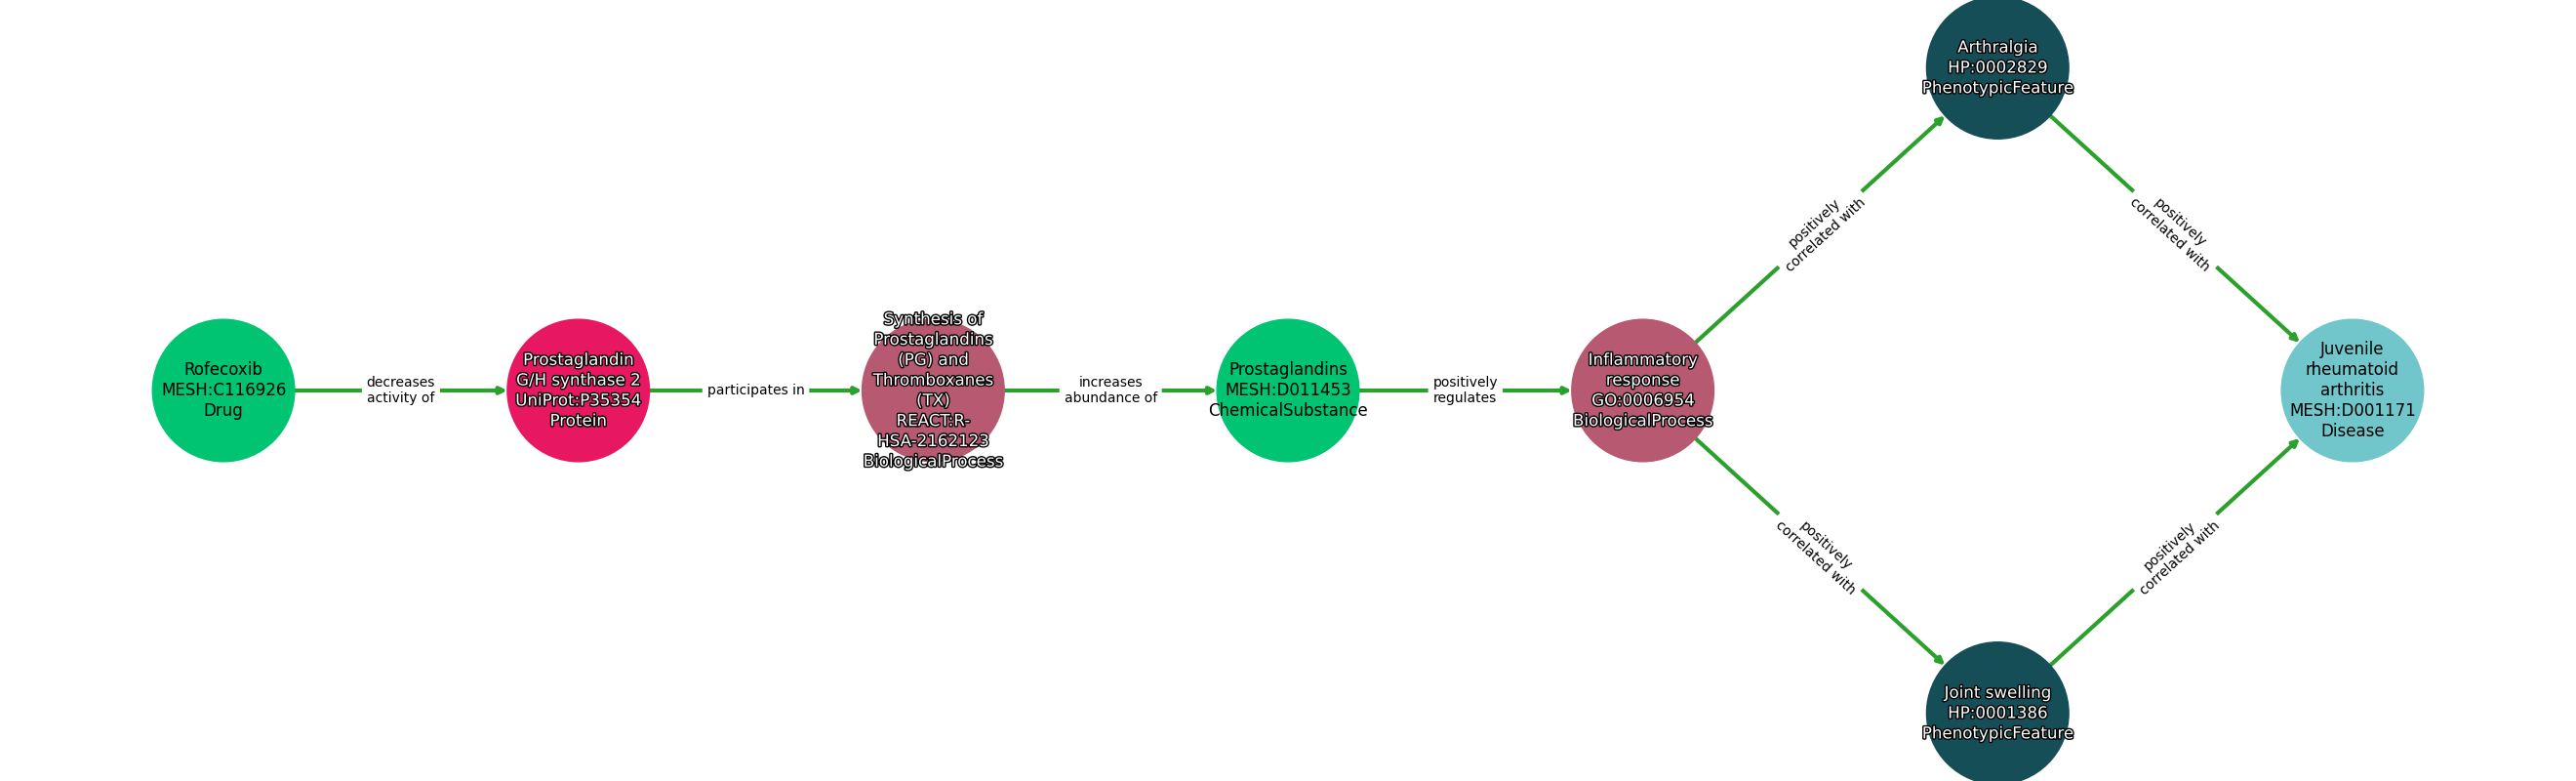 Rofecoxib
MESH:C116926
Drug
decreases
activity of
Prostaglandin
G/H synthase 2
UniProt:P35354
Protein
participates in
Synthesis of
Prostaglandins
(PG) and
Thromboxanes
(TX)
REACT:R-
HSA-2162123
BiologicalProcess
increases
abundance of
Prostaglandins
MESH:D011453
ChemicalSubstance
positively
regulates
Inflammatory
response
GO:0006954
BiologicalProcess
positively
correlated with
Arthralgia
HP:0002829
PhenotypicFeature
positively
correlated with
positively
correlated with
Joint swelling
HP:0001386
PhenotypicFeature
positively
correlated with
Juvenile
rheumatoid
arthritis
MESH:D001171
Disease